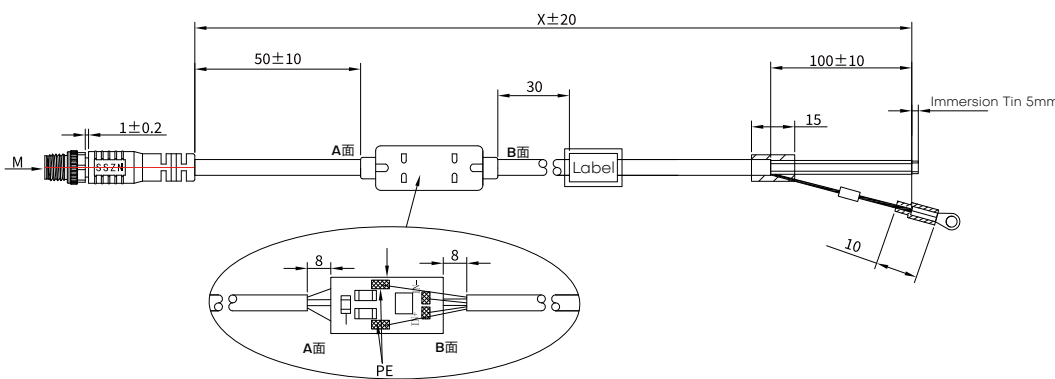 X±20
50±10
100±10
30
Immersion Tin 5mm
1±0.2
15
A面
B面
M
SSZN
Label
10
8
8
A面
B面
PE